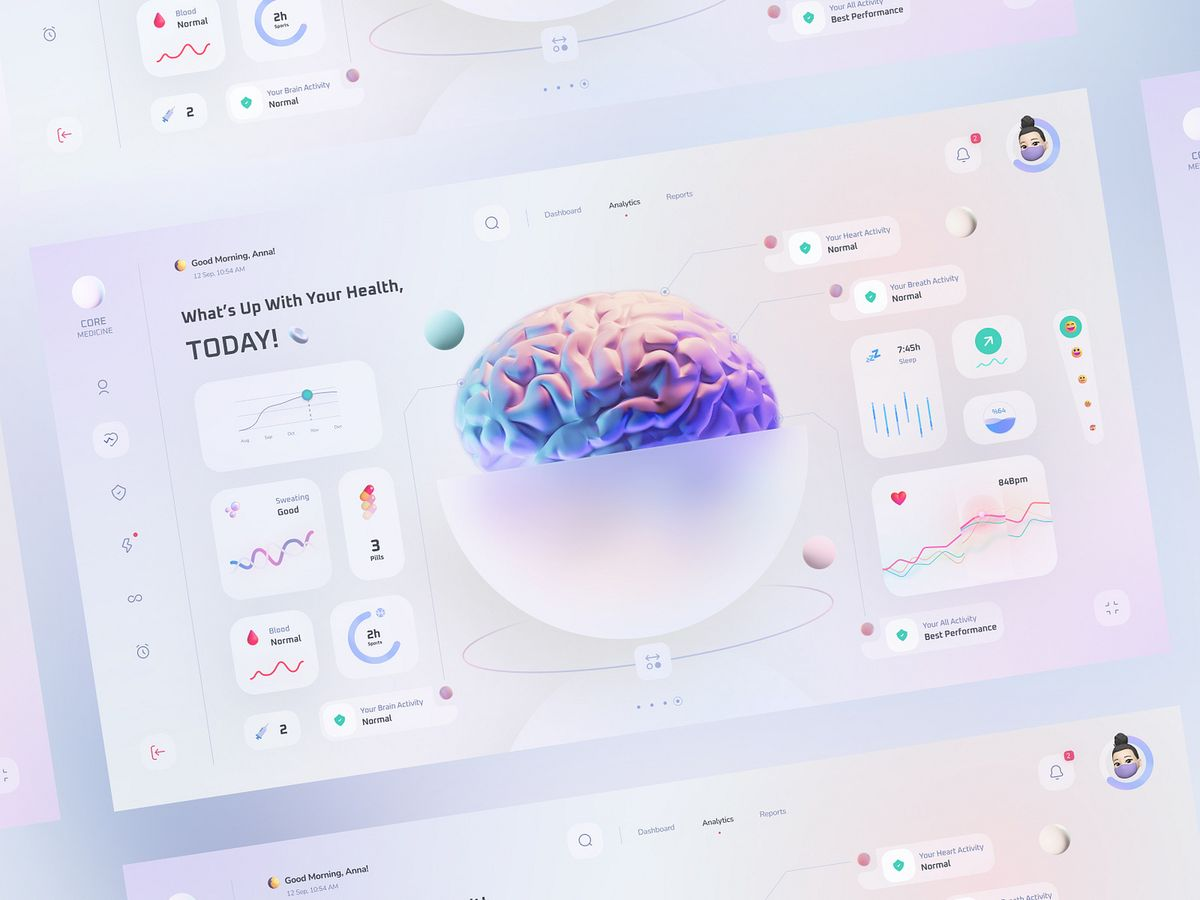 Blood
Normal
2h
Sports
Your Brain Activity
Normal
2
Your All Activity
Best Performance
CORE
MEDICINE
Good Morning, Anna!
12 Sep, 10:54 AM
What's Up With Your Health,
TODAY!
Dashboard
Analytics
Reports
2
Your Heart Activity
Normal
Your Breath Activity
Normal
Aug
Sep
Oct
Nov
Dec
Sweating
Good
3
Pills
Blood
Normal
2h
Sports
2
Your Brain Activity
Normal
7:45h
Sleep
%64
84Bpm
Your All Activity
Best Performance
Dashboard
Analytics
Reports
2
Good Morning, Anna!
12 Sep, 10:54 AM
Your Heart Activity
Normal